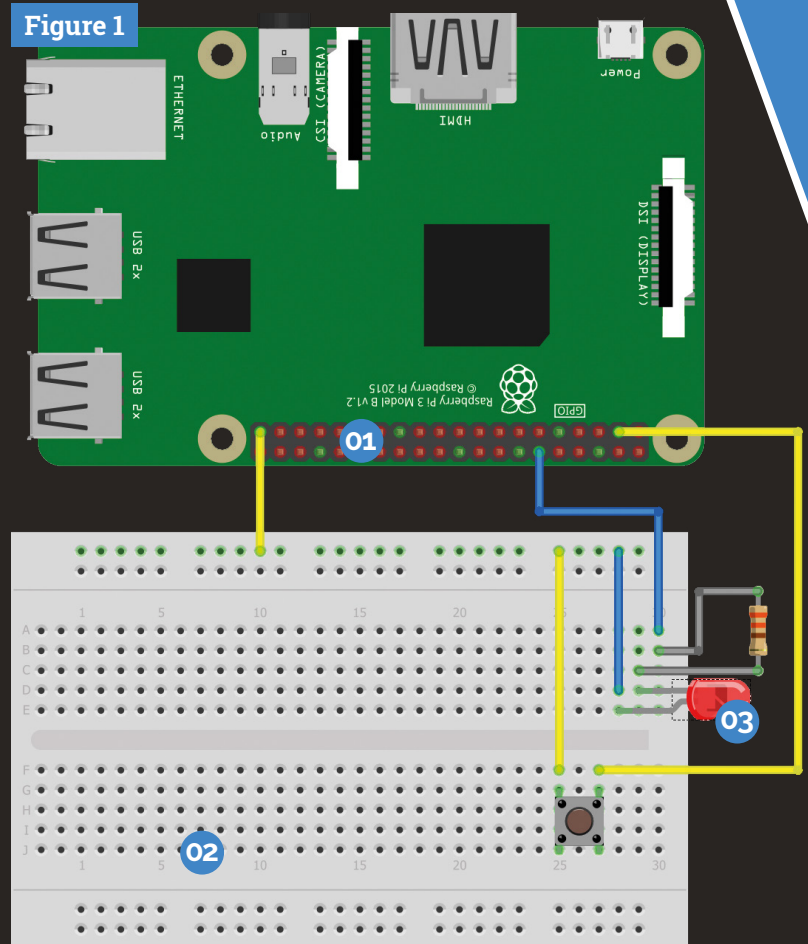 Figure 1
ETHERNET
Audio
CSI (CAMERA)
HDMI
Power
DSI (DISPLAY)
USB 2x
USB 2x
Raspberry Pi 3 Model B v1.2
© Raspberry Pi 2015
GPIO
01
1 5 10 15 20 25 30
A
B
C
D
E
03
F
G
H
I
J
02
1 5 10 15 20 25 30